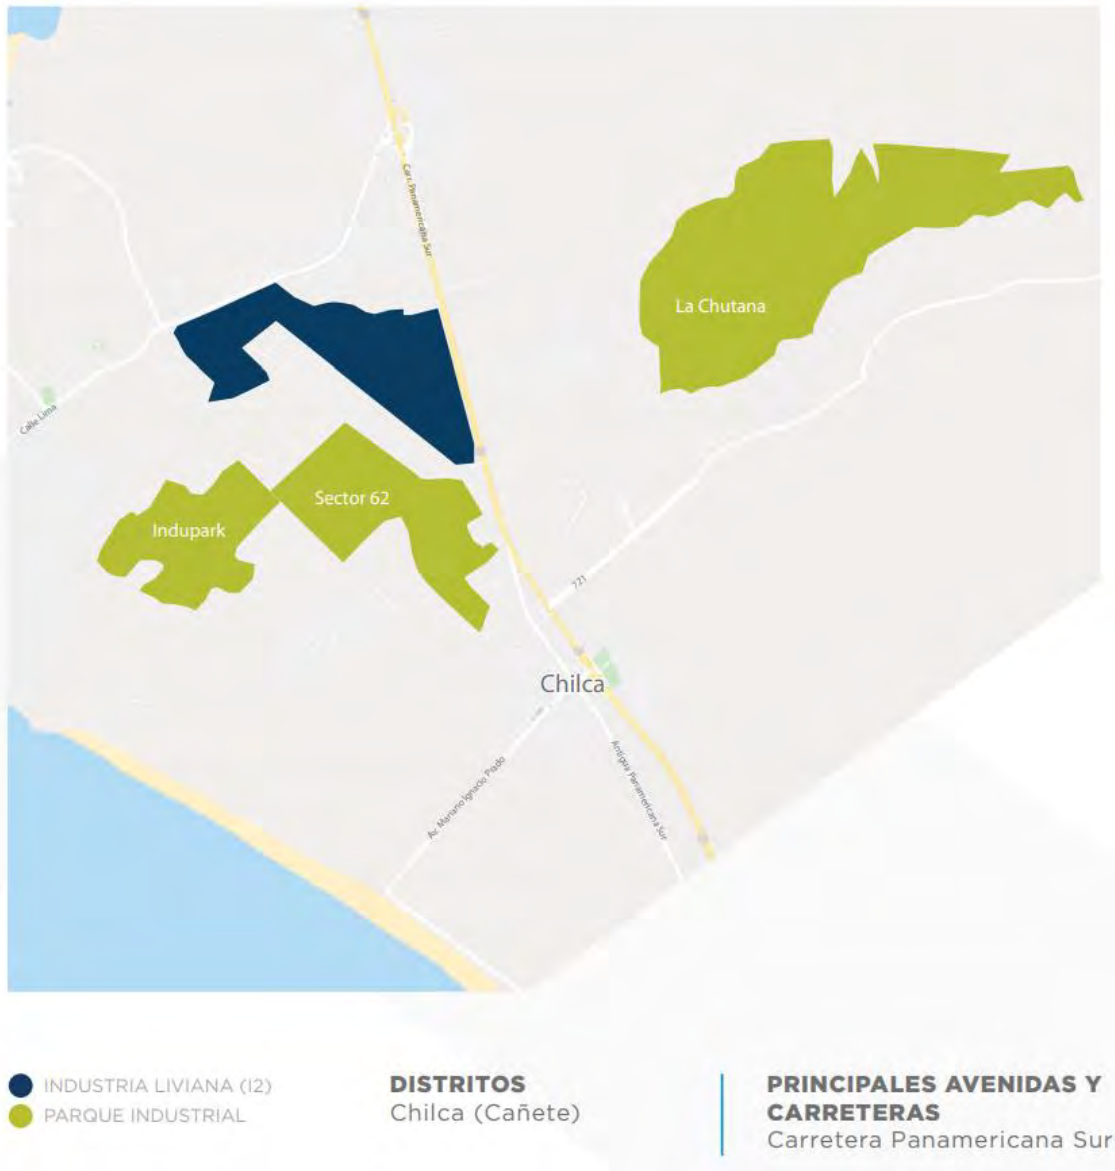 Carr. Panamericana Sur
La Chutana
Calle Lima
Sector 62
Indupark
721
Chilca
Av. Mariano Ignacio Prado
Antigua Panamericana Sur
INDUSTRIA LIVIANA (I2)
PARQUE INDUSTRIAL
DISTRITOS
Chilca (Cañete)
PRINCIPALES AVENIDAS Y
CARRETERAS
Carretera Panamericana Sur